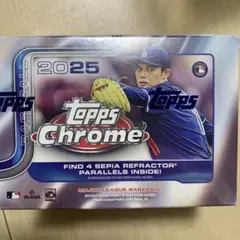 2025
TOPPS
TOPPS
Topps
Chrome
FIND 4 SEPIA REFRACTOR®
PARALLELS INSIDE!
MAJOR LEAGUE BASEBALL